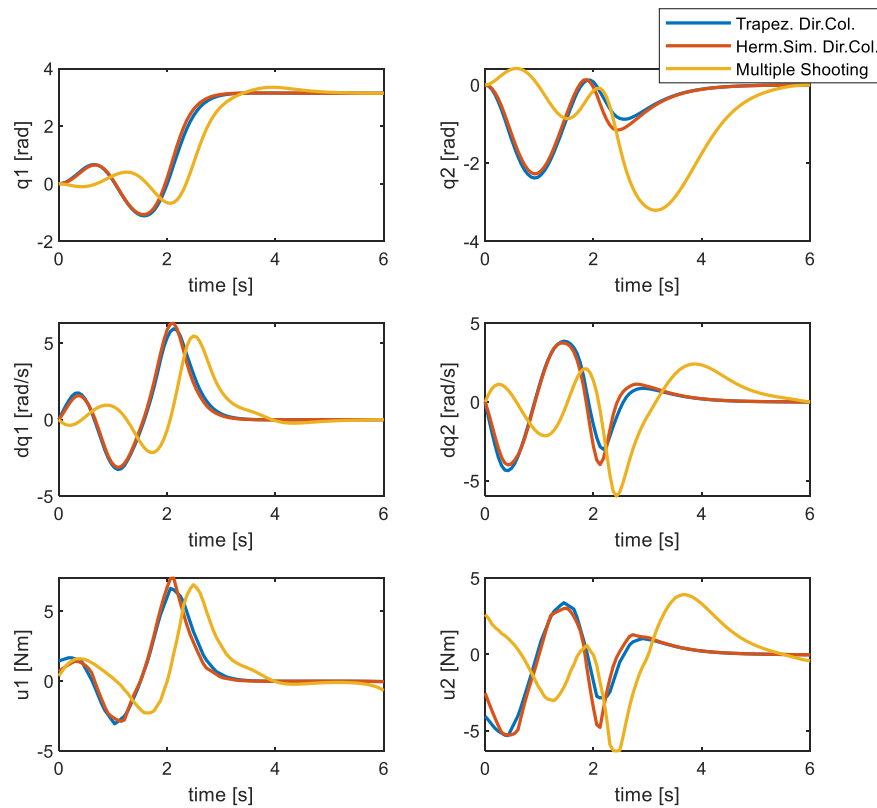 Trapez. Dir.Col.
Herm.Sim. Dir.Col.
Multiple Shooting
4
2
0
-2
q1 [rad]
0 2 4 6
time [s]
0
-2
-4
q2 [rad]
0 2 4 6
time [s]
5
0
-5
dq1 [rad/s]
0 2 4 6
time [s]
5
0
-5
dq2 [rad/s]
0 2 4 6
time [s]
5
0
-5
u1 [Nm]
0 2 4 6
time [s]
5
0
-5
u2 [Nm]
0 2 4 6
time [s]